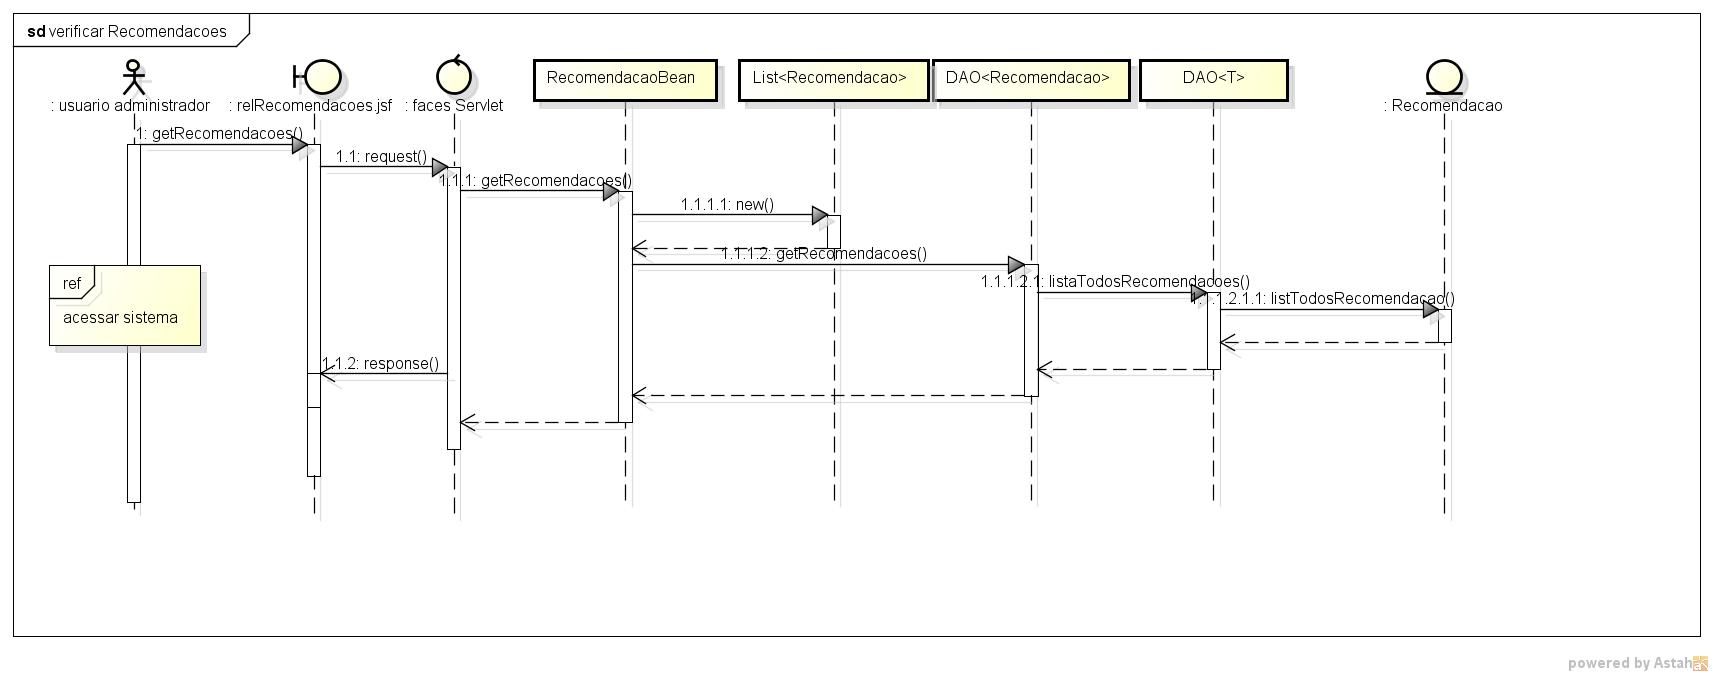 sd verificar Recomendacoes
: usuario administrador
: relRecomendacoes.jsf
: faces Servlet
RecomendacaoBean
List<Recomendacao>
DAO<Recomendacao>
DAO<T>
: Recomendacao
1: getRecomendacoes()
1.1: request()
1.1.1: getRecomendacoes()
1.1.1.1: new()
1.1.1.2: getRecomendacoes()
1.1.1.2.1: listaTodosRecomendacoes()
1.1.1.2.1.1: listTodosRecomendacao()
ref
acessar sistema
1.1.2: response()
powered by Astah